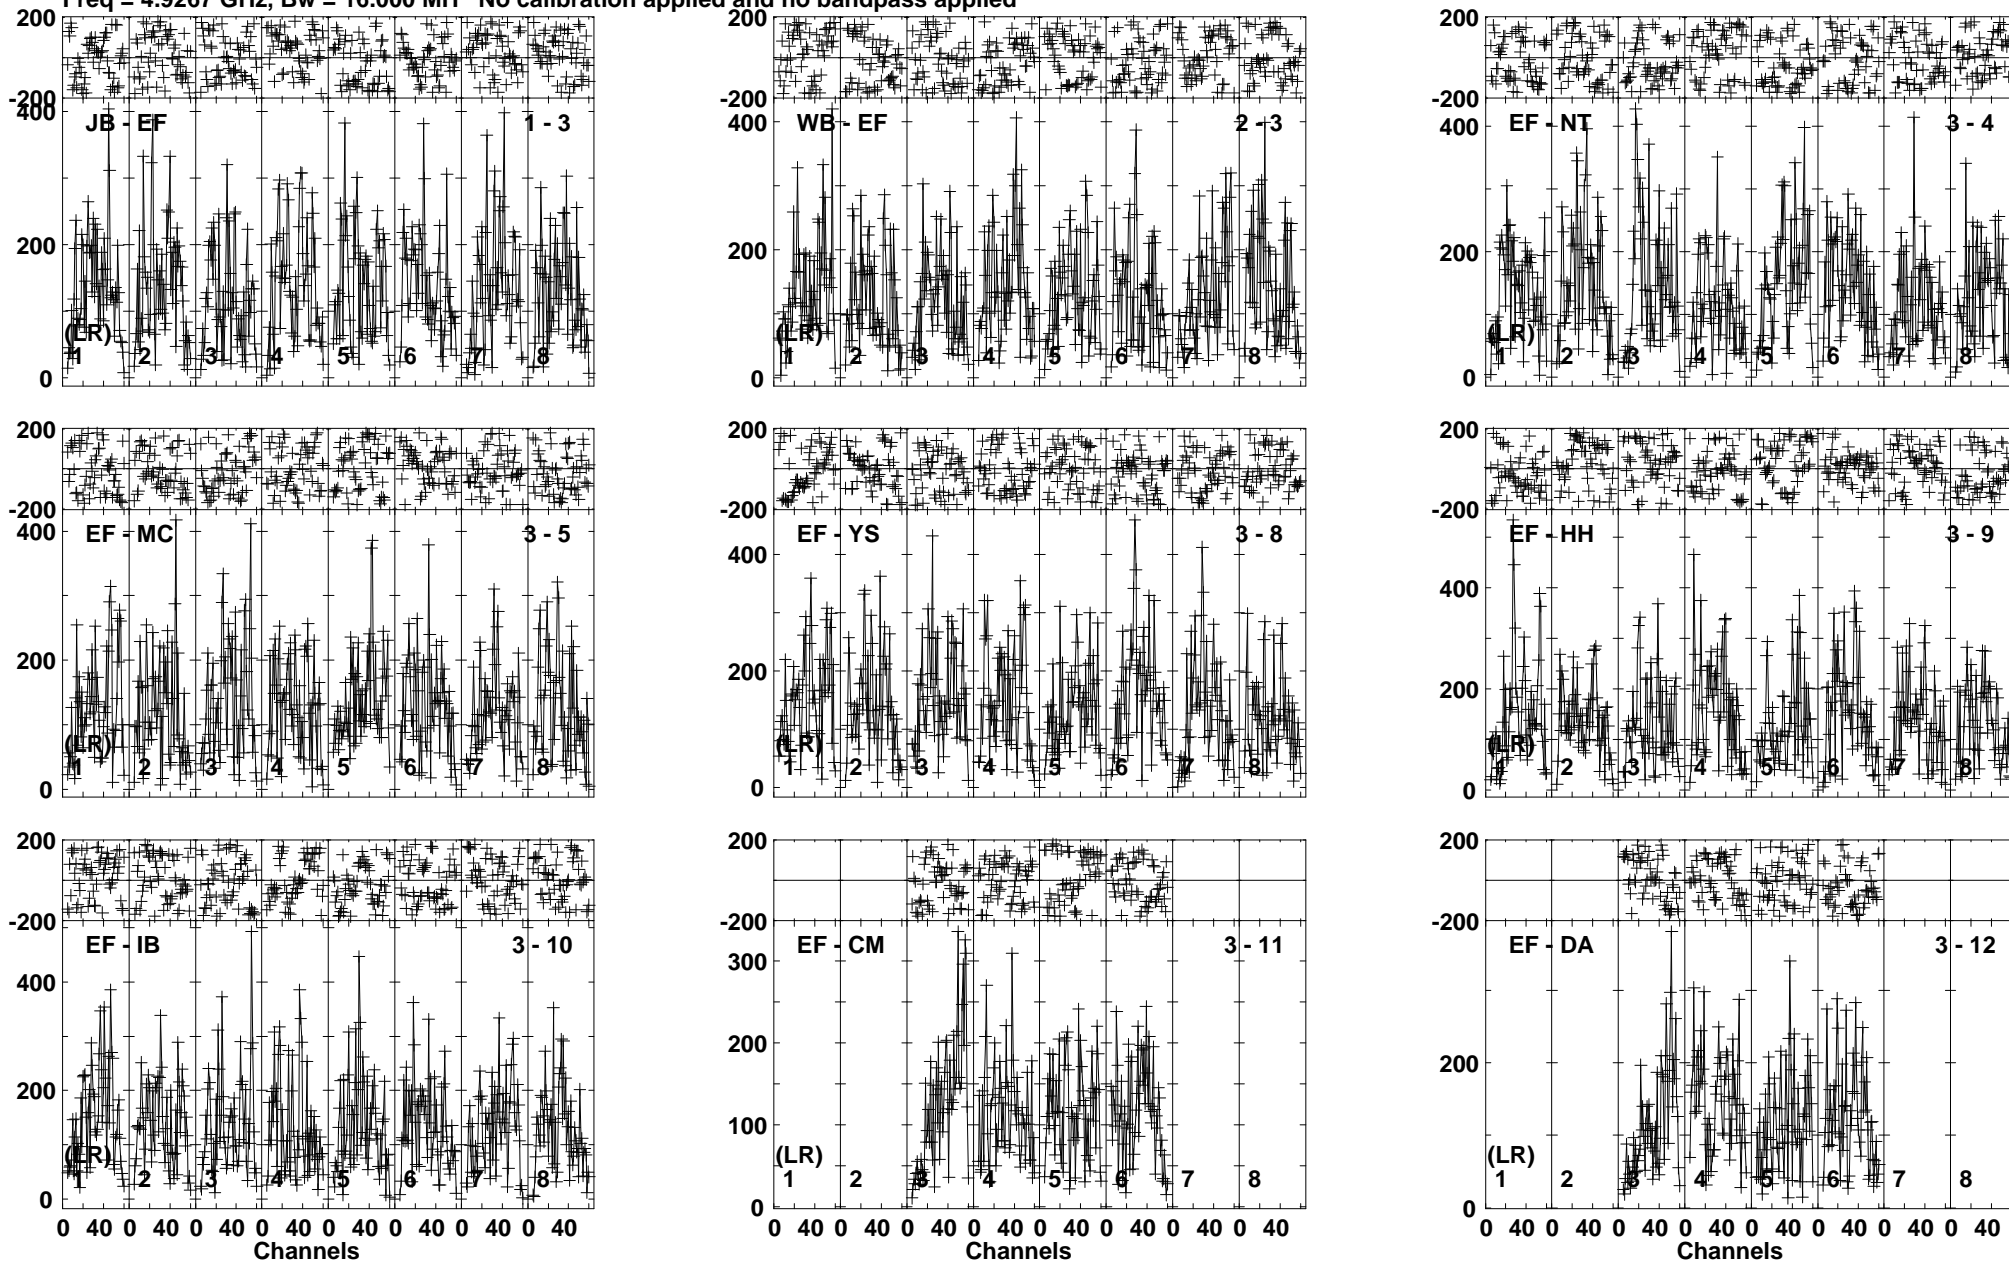 Freq = 4.9267 GHz, Bw = 16.000 MH No calibration applied and no bandpass applied
200
-200
400
200
0
JB - EF
1 - 3
(LR)
1 2 3 4 5 6 7 8
200
-200
400
200
0
WB - EF
2 - 3
(LR)
1 2 3 4 5 6 7 8
200
-200
400
200
0
EF - NT
3 - 4
(LR)
1 2 3 4 5 6 7 8
200
-200
400
200
0
EF - MC
3 - 5
(LR)
1 2 3 4 5 6 7 8
200
-200
400
200
0
EF - YS
3 - 8
(LR)
1 2 3 4 5 6 7 8
200
-200
400
200
0
EF - HH
3 - 9
(LR)
1 2 3 4 5 6 7 8
200
-200
400
200
0
EF - IB
3 - 10
(LR)
1 2 3 4 5 6 7 8
0 40 0 40 0 40 0 40 0 40 0 40 0 40 0 40
Channels
200
-200
300
200
100
0
EF - CM
3 - 11
(LR)
1 2 3 4 5 6 7 8
0 40 0 40 0 40 0 40 0 40 0 40 0 40 0 40
200
-200
200
0
EF - DA
3 - 12
(LR)
1 2 3 4 5 6 7 8
0 40 0 40 0 40 0 40 0 40 0 40 0 40 0 40
Channels